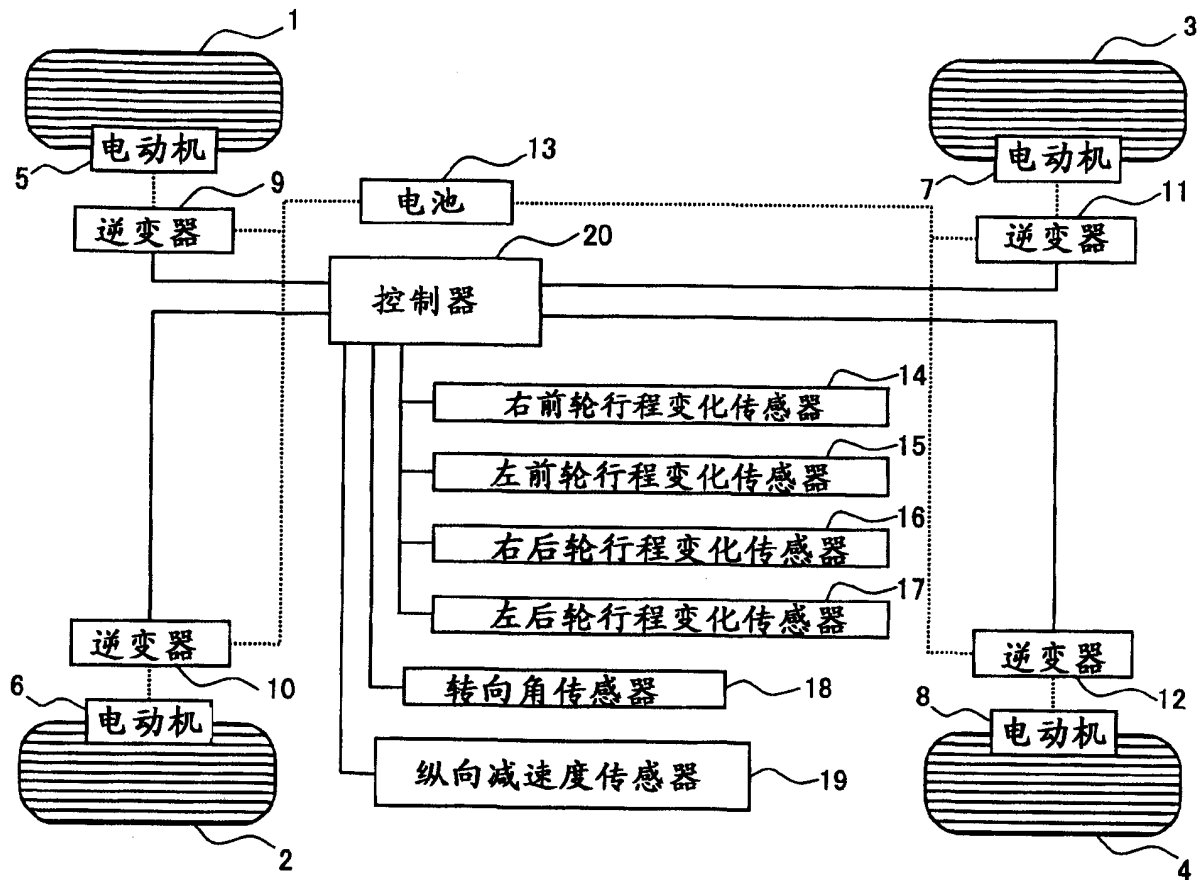 1
3
电动机
5
电动机
7
13
9
电池
11
逆变器
逆变器
20
控制器
14
右前轮行程变化传感器
15
左前轮行程变化传感器
16
右后轮行程变化传感器
17
左后轮行程变化传感器
逆变器
10
逆变器
12
转向角传感器
18
6
电动机
8
电动机
纵向减速度传感器
19
2
4